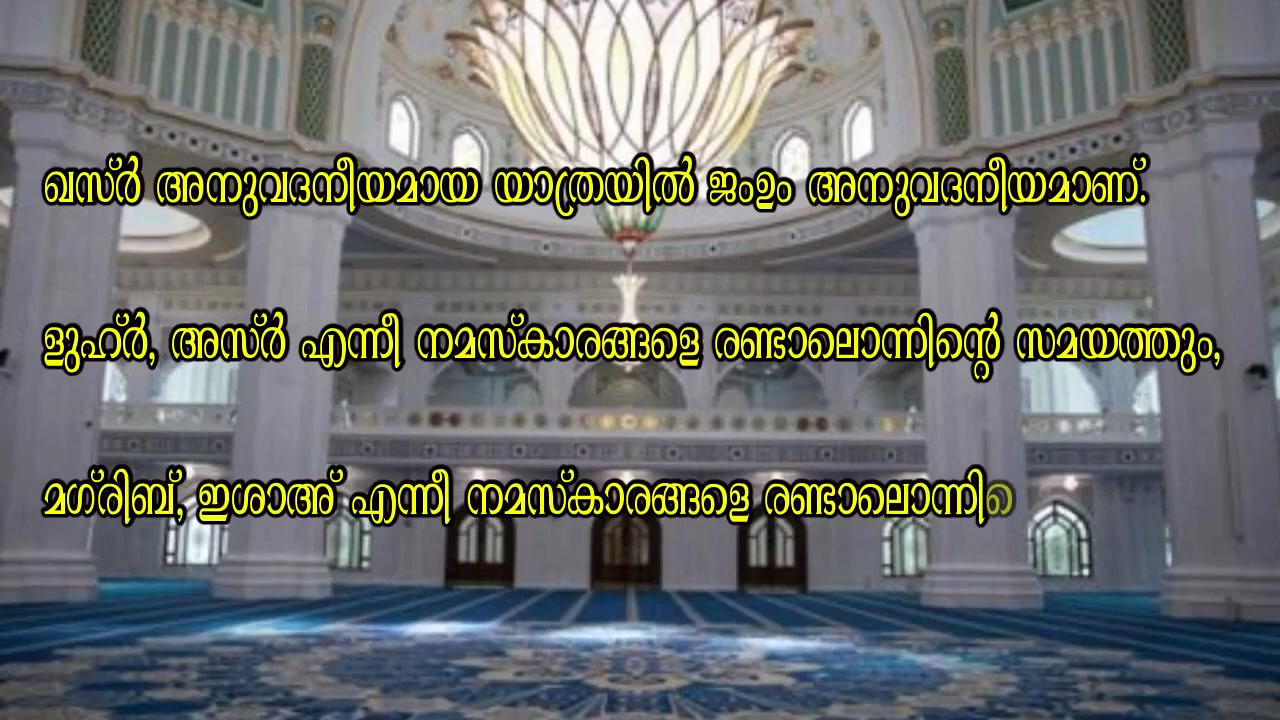 ഖസ്ർ അനുവദനീയമായ യാത്രയിൽ ജംഉം അനുവദനീയമാണ്.
ളുഹ്ർ, അസ്ർ എന്നീ നമസ്കാരങ്ങളെ രണ്ടാലൊന്നിന്റെ സമയത്തും,
മഗ്‌രിബ്, ഇശാഅ് എന്നീ നമസ്കാരങ്ങളെ